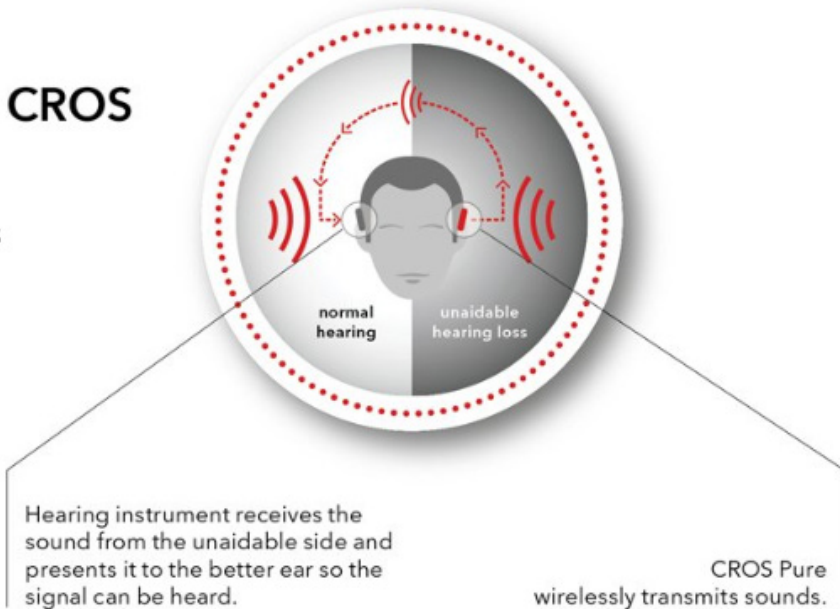 CROS
normal
hearing
unaidable
hearing loss
Hearing instrument receives the
sound from the unaidable side and
presents it to the better ear so the
signal can be heard.
CROS Pure
wirelessly transmits sounds.